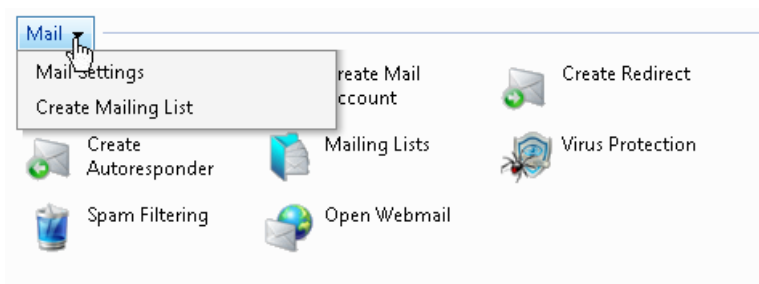 Mail
Mail Settings
Create Mailing List
reate Mail
ccount
Create Redirect
Create
Autoresponder
Mailing Lists
Virus Protection
Spam Filtering
Open Webmail